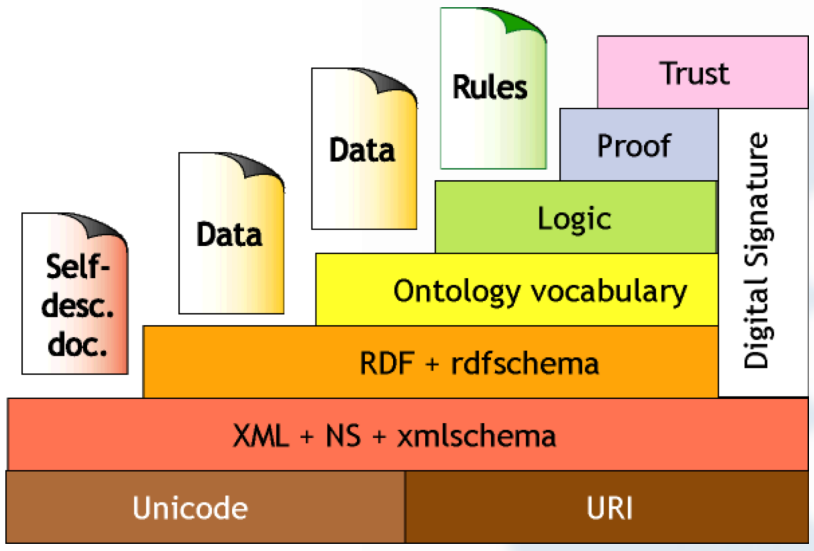 Trust
Rules
Proof
Data
Logic
Data
Digital Signature
Self-
desc.
doc.
Ontology vocabulary
RDF + rdfschema
XML + NS + xmlschema
Unicode
URI